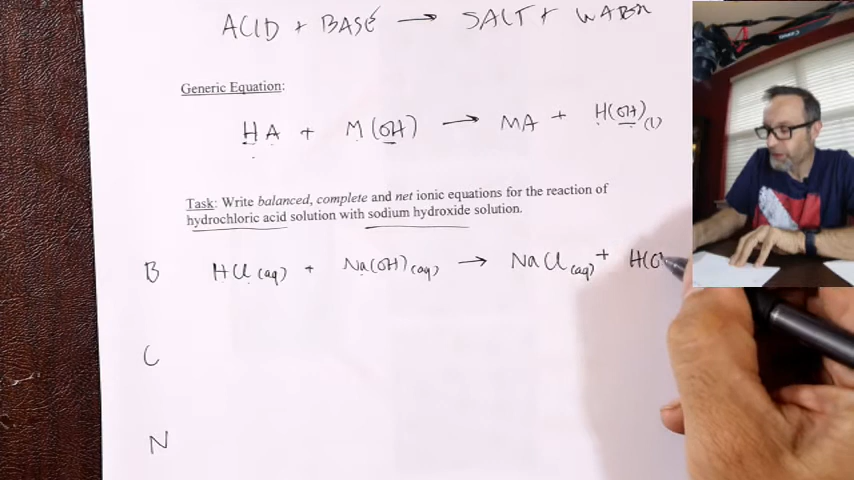 ACID + BASE → SALT + WATER
Generic Equation:
HA + M(OH) → MA + H(OH)(l)
Task: Write balanced, complete and net ionic equations for the reaction of
hydrochloric acid solution with sodium hydroxide solution.
B HCl(aq) + Na(OH)(aq) → NaCl(aq) + H(O
C
N